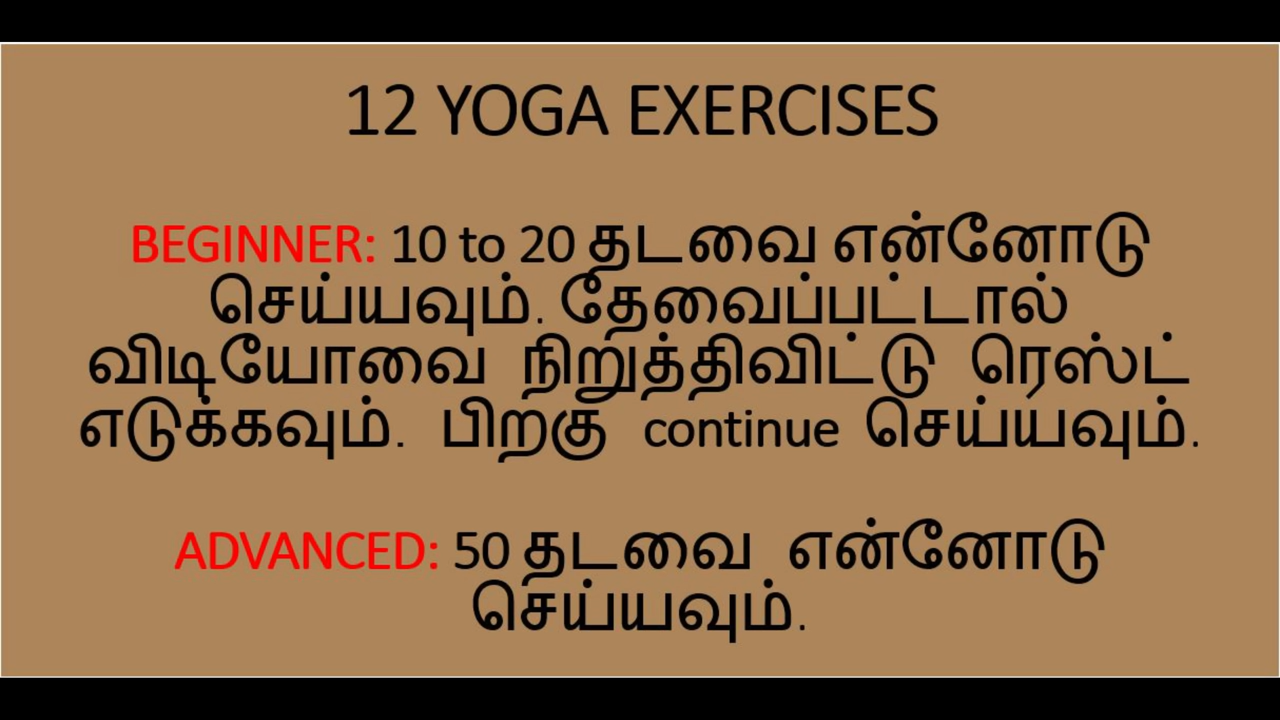 12 YOGA EXERCISES
BEGINNER: 10 to 20 தடவை என்னோடு
செய்யவும். தேவைப்பட்டால்
விடியோவை நிறுத்திவிட்டு ரெஸ்ட்
எடுக்கவும். பிறகு continue செய்யவும்.
ADVANCED: 50 தடவை என்னோடு
செய்யவும்.